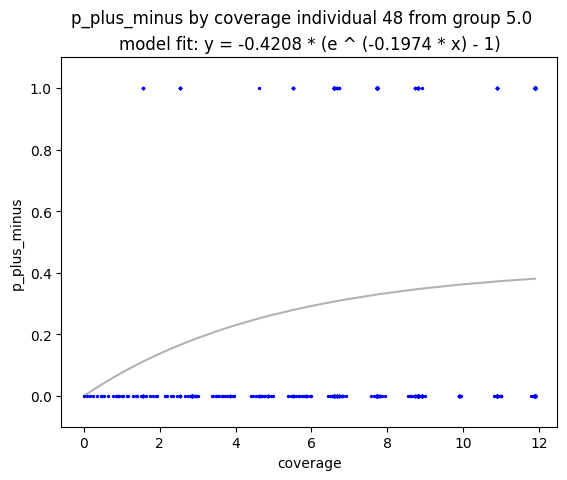 p_plus_minus by coverage individual 48 from group 5.0
model fit: y = -0.4208 * (e ^ (-0.1974 * x) - 1)
1.0
0.8
0.6
0.4
0.2
0.0
p_plus_minus
0 2 4 6 8 10 12
coverage